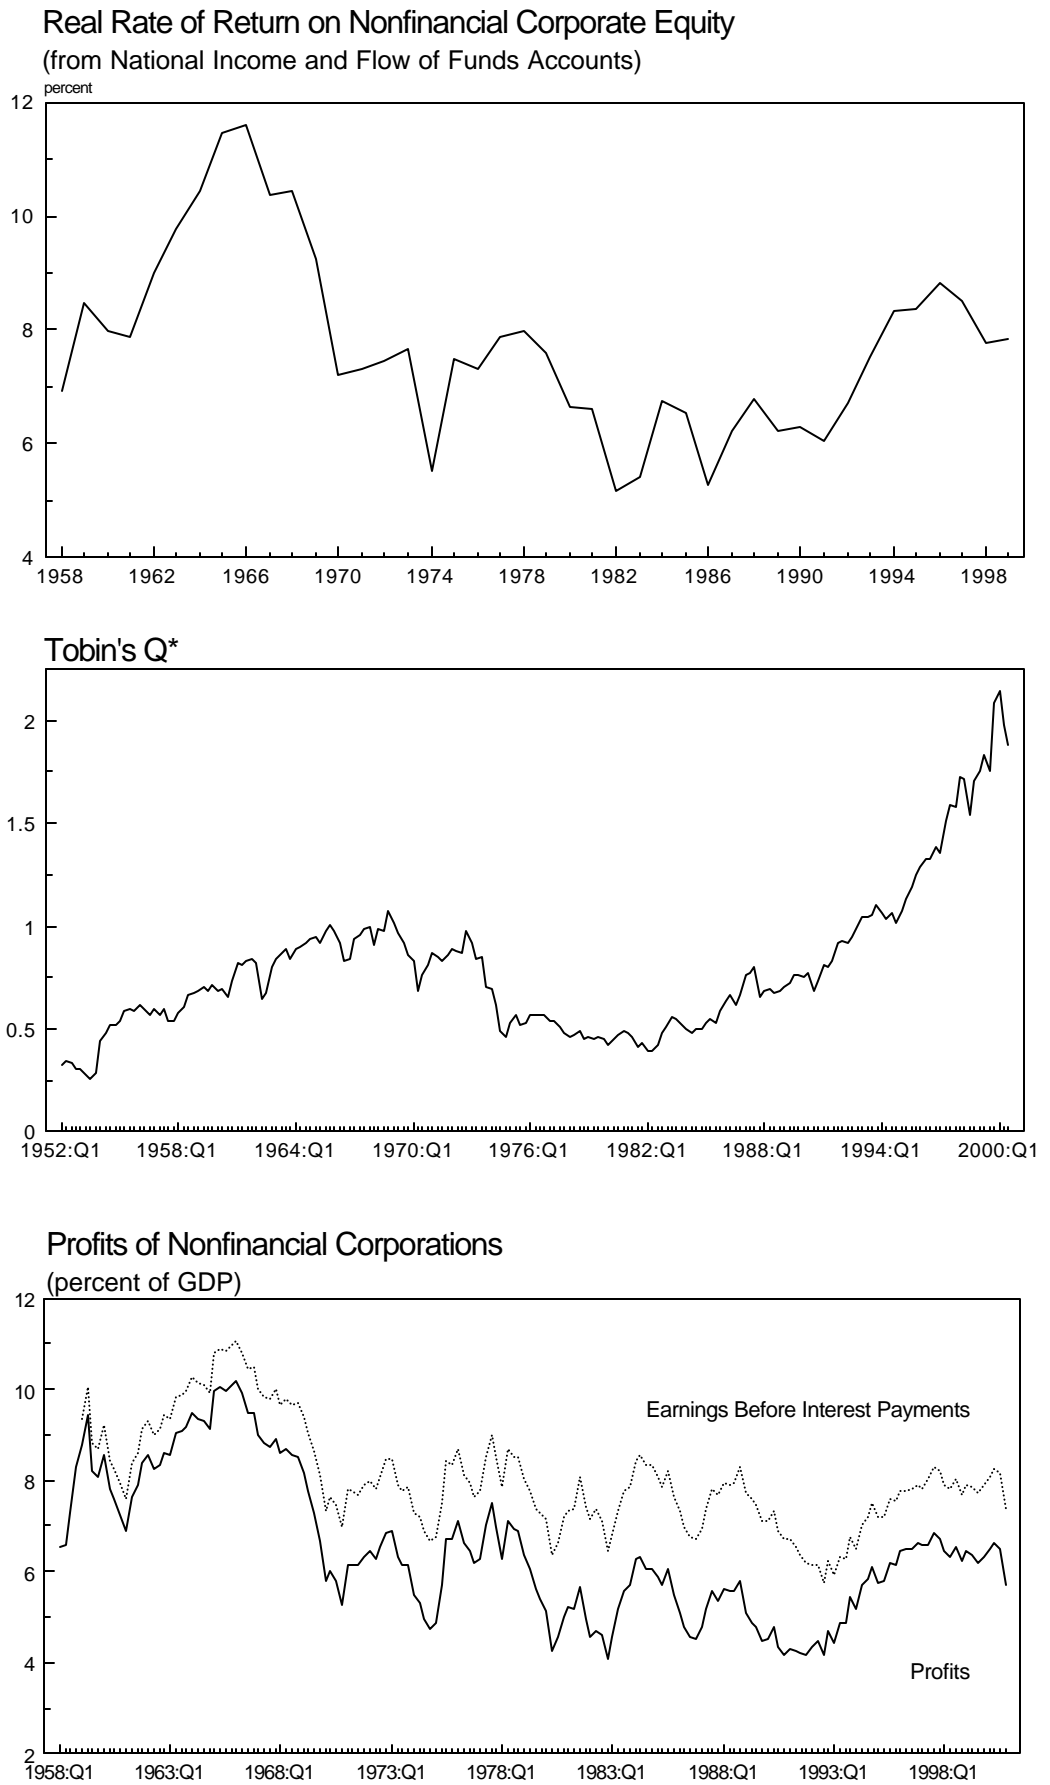 Real Rate of Return on Nonfinancial Corporate Equity
(from National Income and Flow of Funds Accounts)
percent
12
10
8
6
4
1958 1962 1966 1970 1974 1978 1982 1986 1990 1994 1998
Tobin's Q*
2
1.5
1
0.5
0
1952:Q1 1958:Q1 1964:Q1 1970:Q1 1976:Q1 1982:Q1 1988:Q1 1994:Q1 2000:Q1
Profits of Nonfinancial Corporations
(percent of GDP)
12
10
Earnings Before Interest Payments
8
6
4
Profits
2
1958:Q1 1963:Q1 1968:Q1 1973:Q1 1978:Q1 1983:Q1 1988:Q1 1993:Q1 1998:Q1